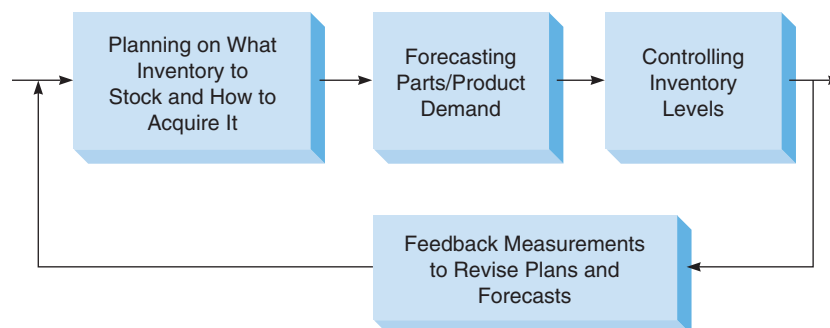 Planning on What
Inventory to
Stock and How to
Acquire It
Forecasting
Parts/Product
Demand
Controlling
Inventory
Levels
Feedback Measurements
to Revise Plans and
Forecasts